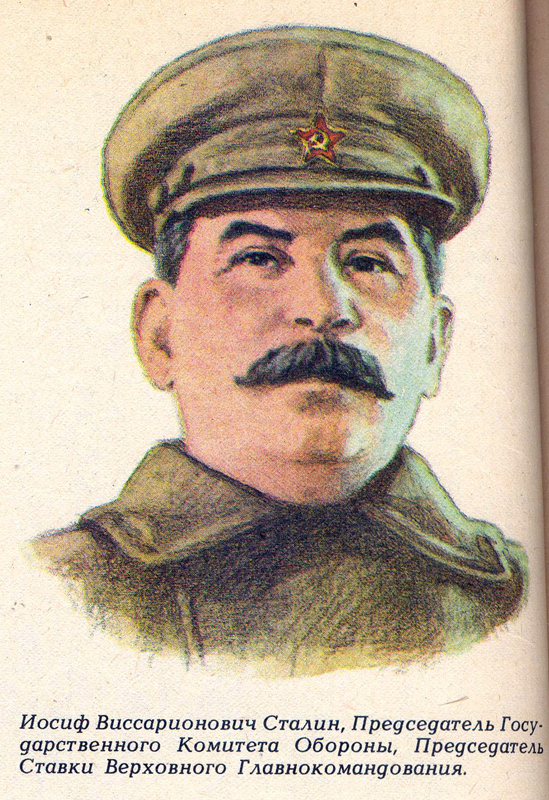 Иосиф Виссарионович Сталин, Председатель Госу-
дарственного Комитета Обороны, Председатель
Ставки Верховного Главнокомандования.